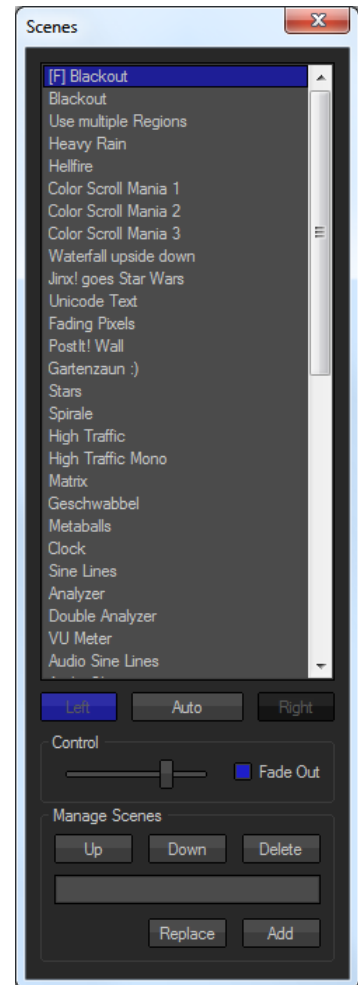 Scenes
[F] Blackout
Blackout
Use multiple Regions
Heavy Rain
Hellfire
Color Scroll Mania 1
Color Scroll Mania 2
Color Scroll Mania 3
Waterfall upside down
Jinx! goes Star Wars
Unicode Text
Fading Pixels
PostIt! Wall
Gartenzaun :)
Stars
Spirale
High Traffic
High Traffic Mono
Matrix
Geschwabbel
Metaballs
Clock
Sine Lines
Analyzer
Double Analyzer
VU Meter
Audio Sine Lines
Left Auto Right
Control
Fade Out
Manage Scenes
Up Down Delete
Replace Add